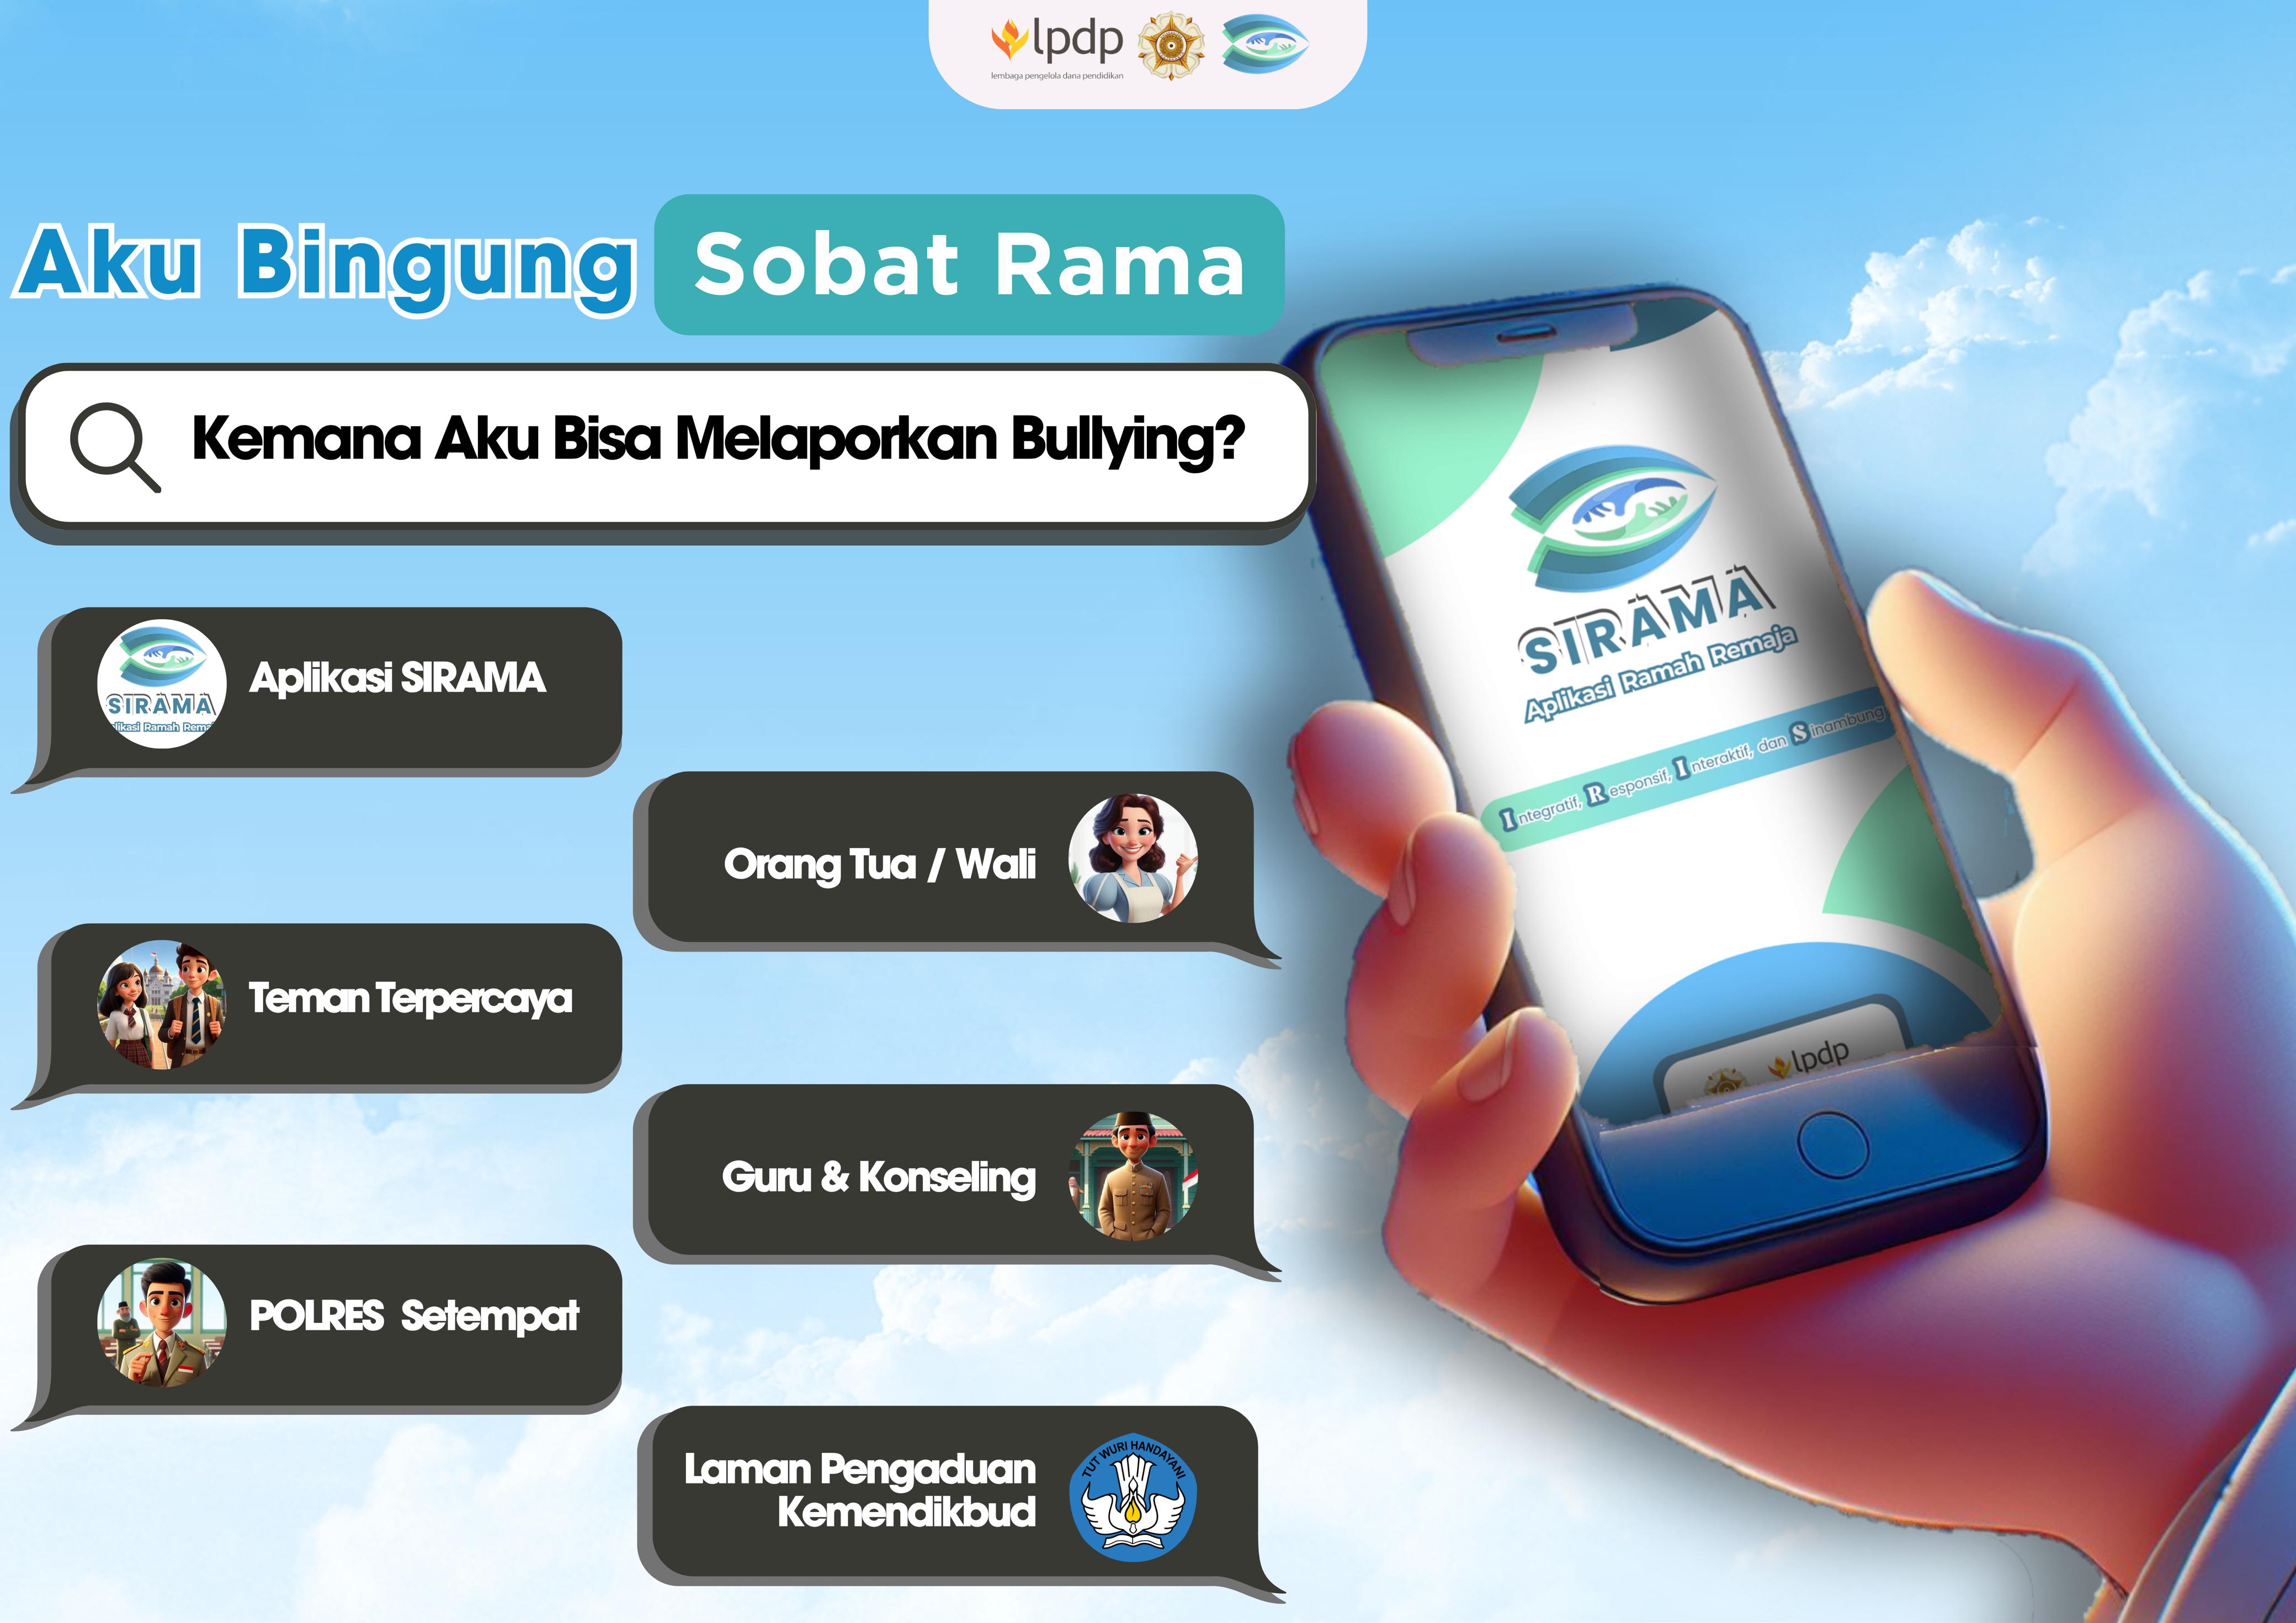 lpdp
lembaga pengelola dana pendidikan
Aku Bingung Sobat Rama
Kemana Aku Bisa Melaporkan Bullying?
Aplikasi SIRAMA
SIRAMA
Orang Tua / Wali
Teman Terpercaya
Guru & Konseling
POLRES Setempat
Laman Pengaduan
Kemendikbud
TUT WURI HANDAYANI
SIRAMA
Aplikasi Ramah Remaja
Integratif, Responsif, Interaktif, dan Sinambung
lpdp